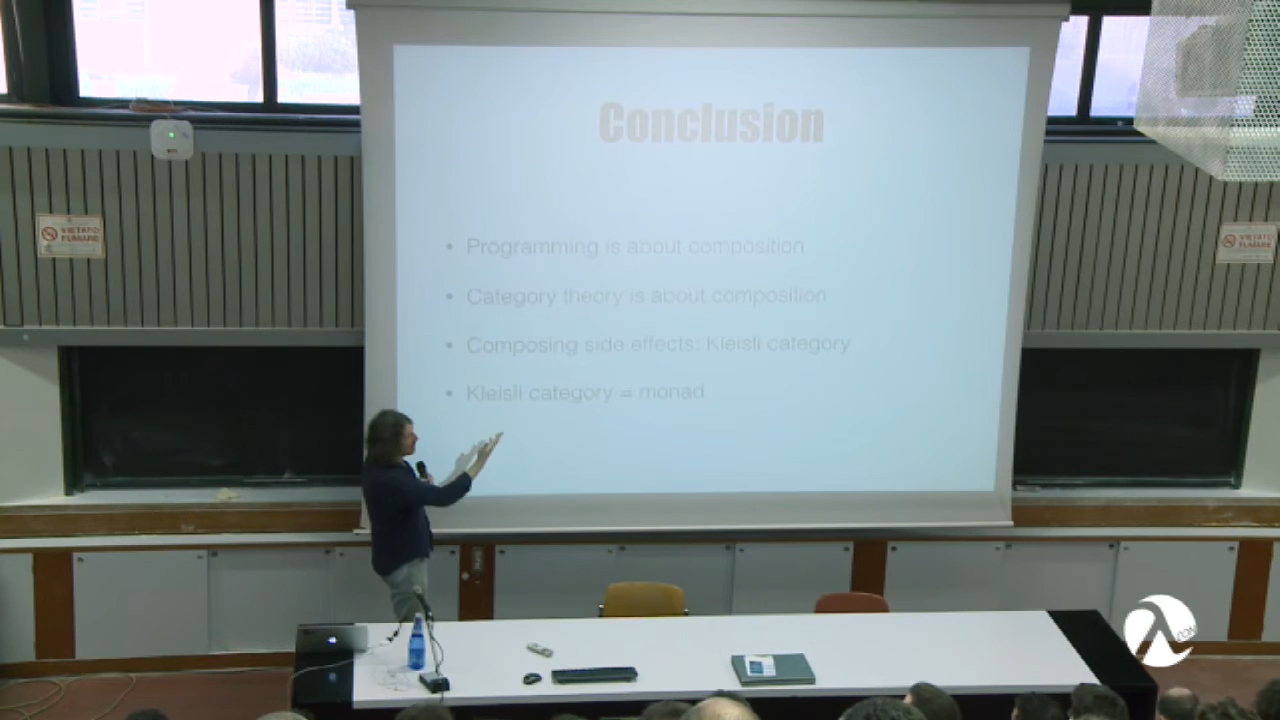 Conclusion
• Programming is about composition
• Category theory is about composition
• Composing side effects: Kleisli category
• Kleisli category = monad
VIETATO
FUMARE
VIETATO
FUMARE
λ.COM